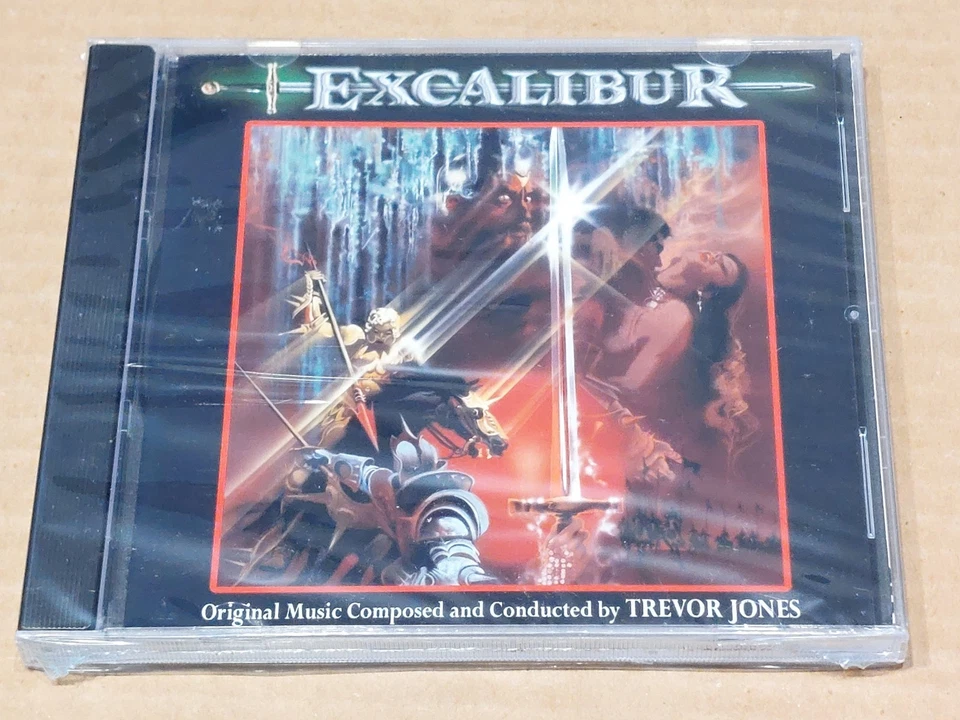 EXCALIBUR
Original Music Composed and Conducted by TREVOR JONES